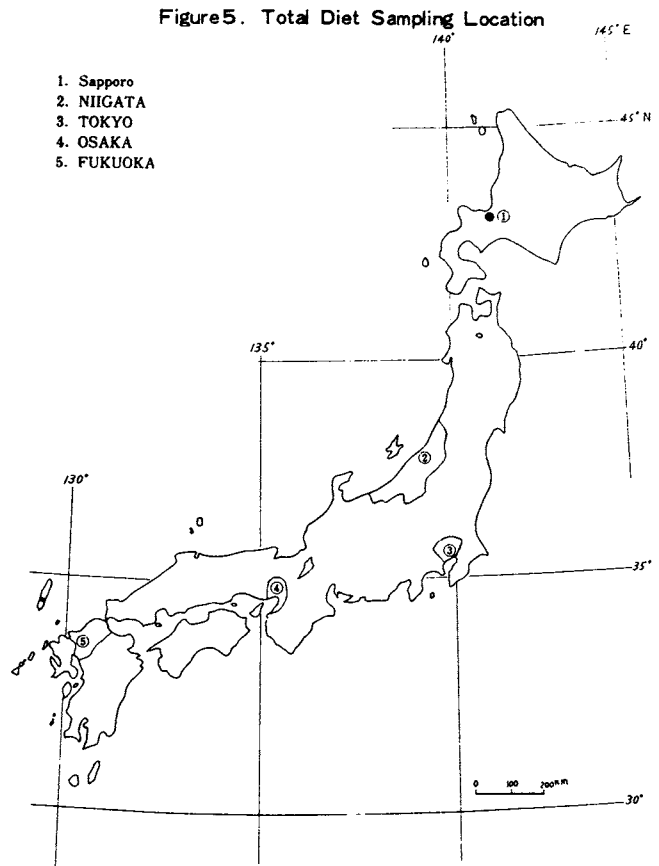 Figure5. Total Diet Sampling Location
140°
145° E
1. Sapporo
2. NIIGATA
3. TOKYO
4. OSAKA
5. FUKUOKA
45° N
①
135°
40°
②
130°
③
35°
④
⑤
0 100 200km
30°